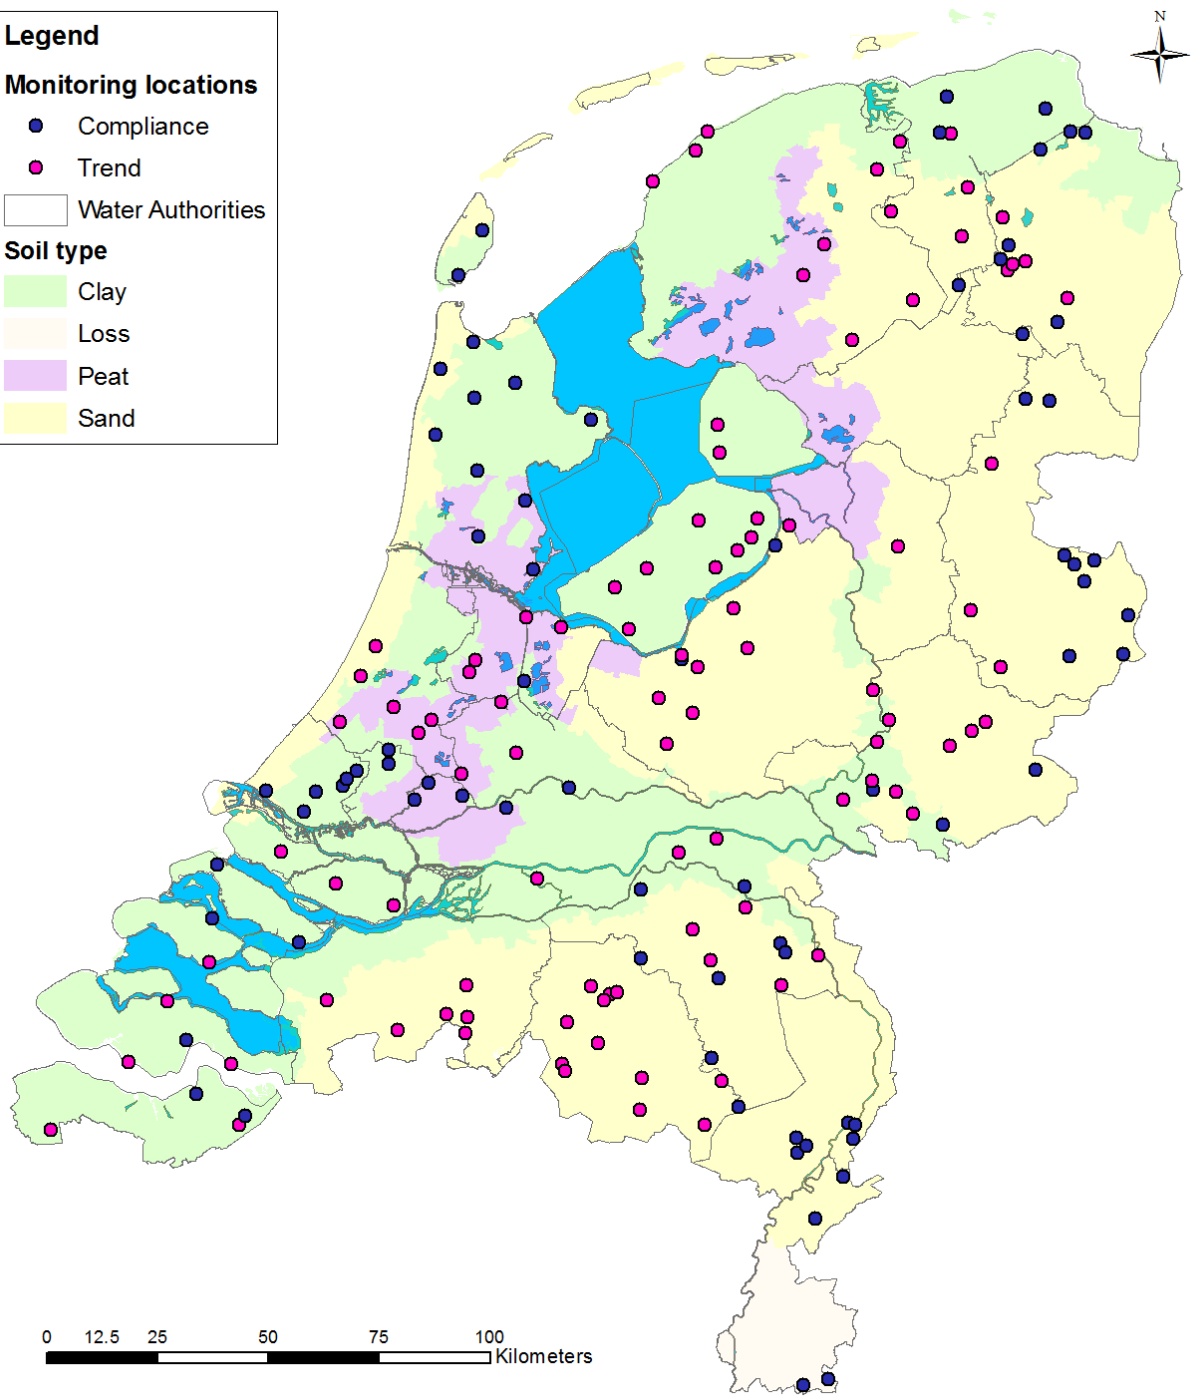 Legend
N
Monitoring locations
Compliance
Trend
Water Authorities
Soil type
Clay
Loss
Peat
Sand
0 12.5 25 50 75 100
Kilometers